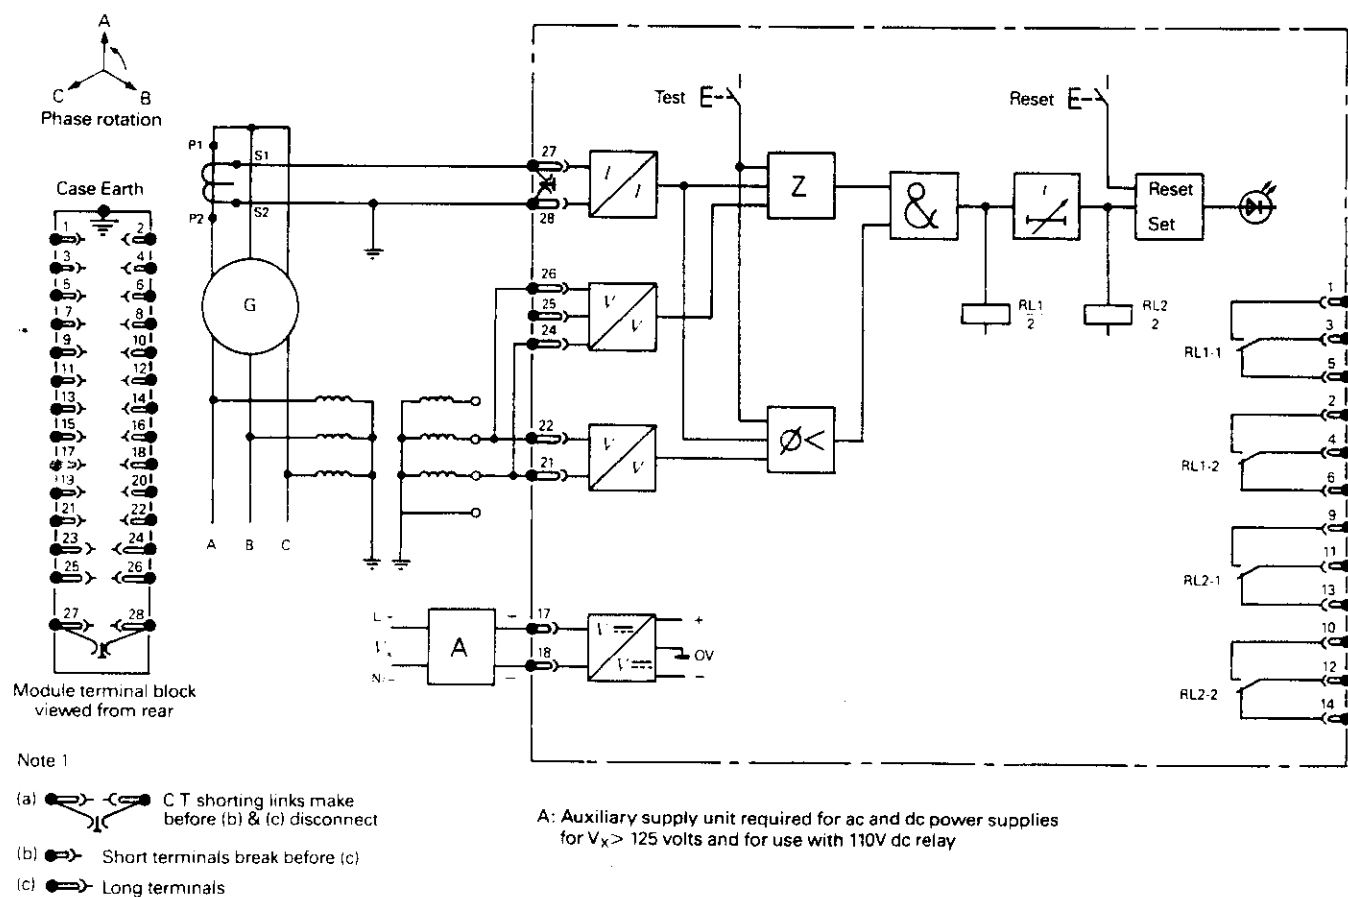 A
C
B
Phase rotation
Case Earth
1 2
3 4
5 6
7 8
9 10
11 12
13 14
15 16
17 18
19 20
21 22
23 24
25 26
27 28
Module terminal block
viewed from rear
P1
S1
S2
P2
G
A B C
27
28
26
25
24
22
21
17
18
I
I
V
V
V
V
V
V
Test
Reset
Z
&
t
Reset
Set
Ø<
RL1
2
RL2
2
L
V
N
A
+
OV
−
1
3
5
RL1-1
2
4
6
RL1-2
9
11
13
RL2-1
10
12
14
RL2-2
Note 1
(a) C T shorting links make
before (b) & (c) disconnect
(b) Short terminals break before (c)
(c) Long terminals
A: Auxiliary supply unit required for ac and dc power supplies
for Vx > 125 volts and for use with 110V dc relay